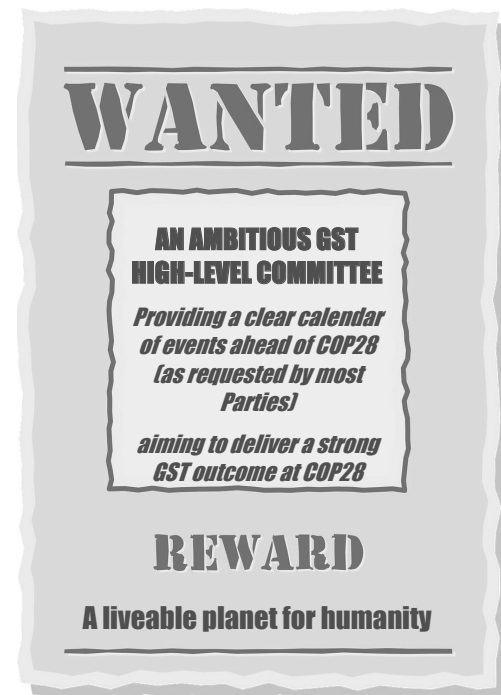 WANTED
AN AMBITIOUS GST
HIGH-LEVEL COMMITTEE
Providing a clear calendar
of events ahead of COP28
(as requested by most
Parties)
aiming to deliver a strong
GST outcome at COP28
REWARD
A liveable planet for humanity